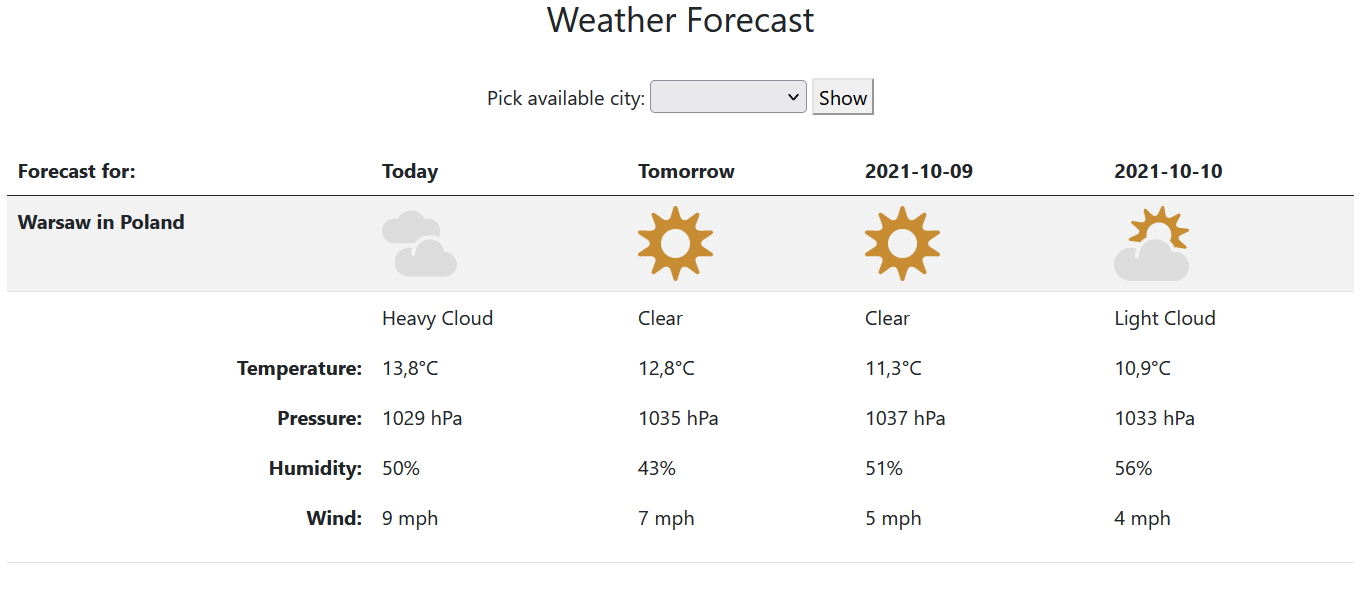 Weather Forecast
Pick available city: Show
Forecast for: Today Tomorrow 2021-10-09 2021-10-10
Warsaw in Poland
Heavy Cloud Clear Clear Light Cloud
Temperature: 13,8°C 12,8°C 11,3°C 10,9°C
Pressure: 1029 hPa 1035 hPa 1037 hPa 1033 hPa
Humidity: 50% 43% 51% 56%
Wind: 9 mph 7 mph 5 mph 4 mph